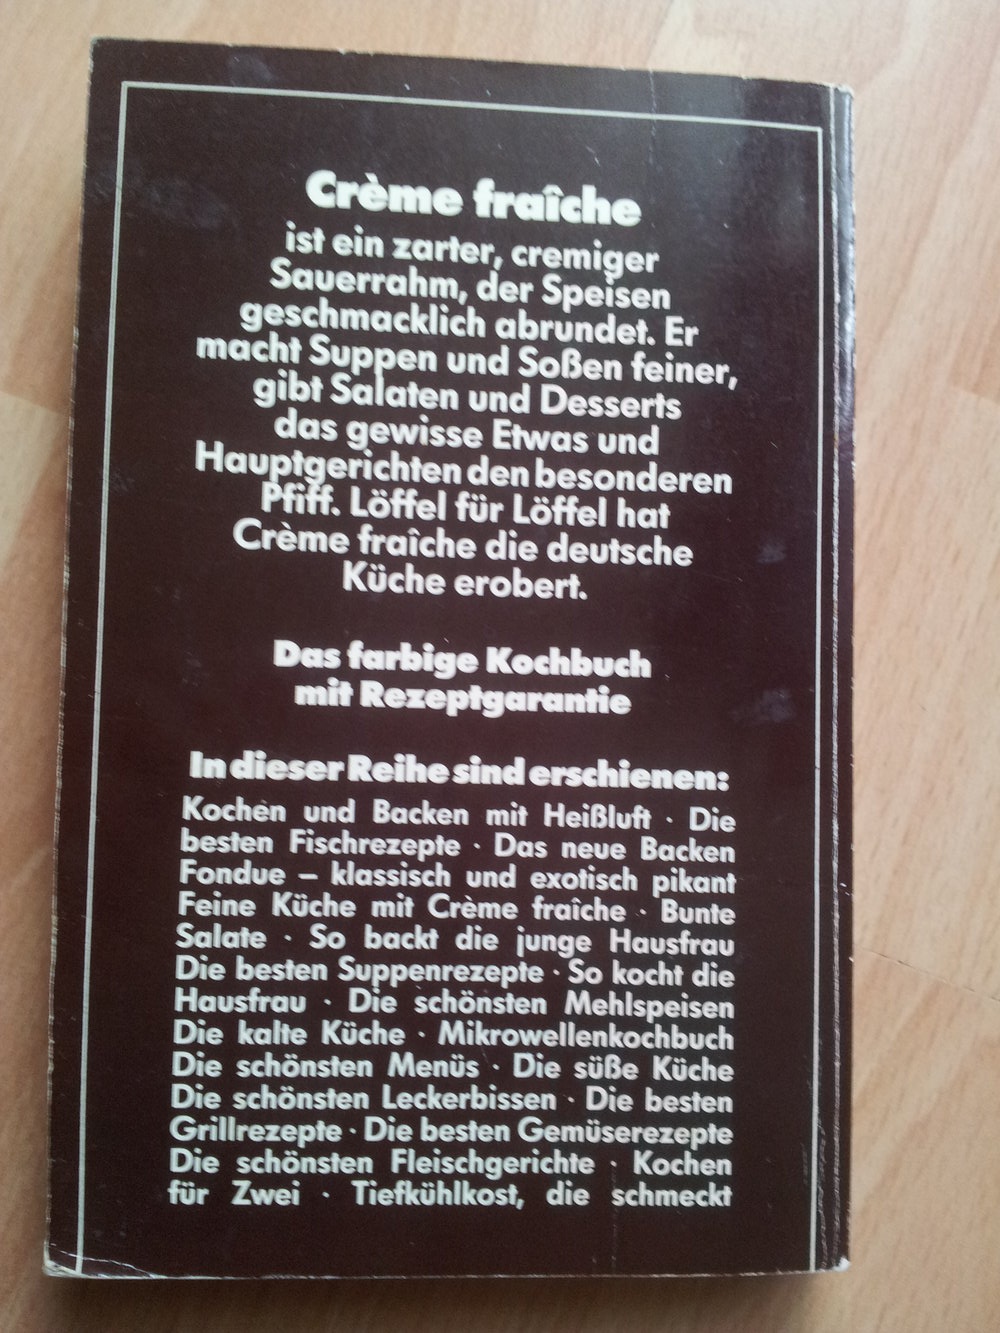 Crème fraîche
ist ein zarter, cremiger
Sauerrahm, der Speisen
geschmacklich abrundet. Er
macht Suppen und Soßen feiner,
gibt Salaten und Desserts
das gewisse Etwas und
Hauptgerichten den besonderen
Pfiff. Löffel für Löffel hat
Crème fraîche die deutsche
Küche erobert.
Das farbige Kochbuch
mit Rezeptgarantie
In dieser Reihe sind erschienen:
Kochen und Backen mit Heißluft · Die
besten Fischrezepte · Das neue Backen
Fondue – klassisch und exotisch pikant
Feine Küche mit Crème fraîche · Bunte
Salate · So backt die junge Hausfrau
Die besten Suppenrezepte · So kocht die
Hausfrau · Die schönsten Mehlspeisen
Die kalte Küche · Mikrowellenkochbuch
Die schönsten Menüs · Die süße Küche
Die schönsten Leckerbissen · Die besten
Grillrezepte · Die besten Gemüserezepte
Die schönsten Fleischgerichte · Kochen
für Zwei · Tiefkühlkost, die schmeckt